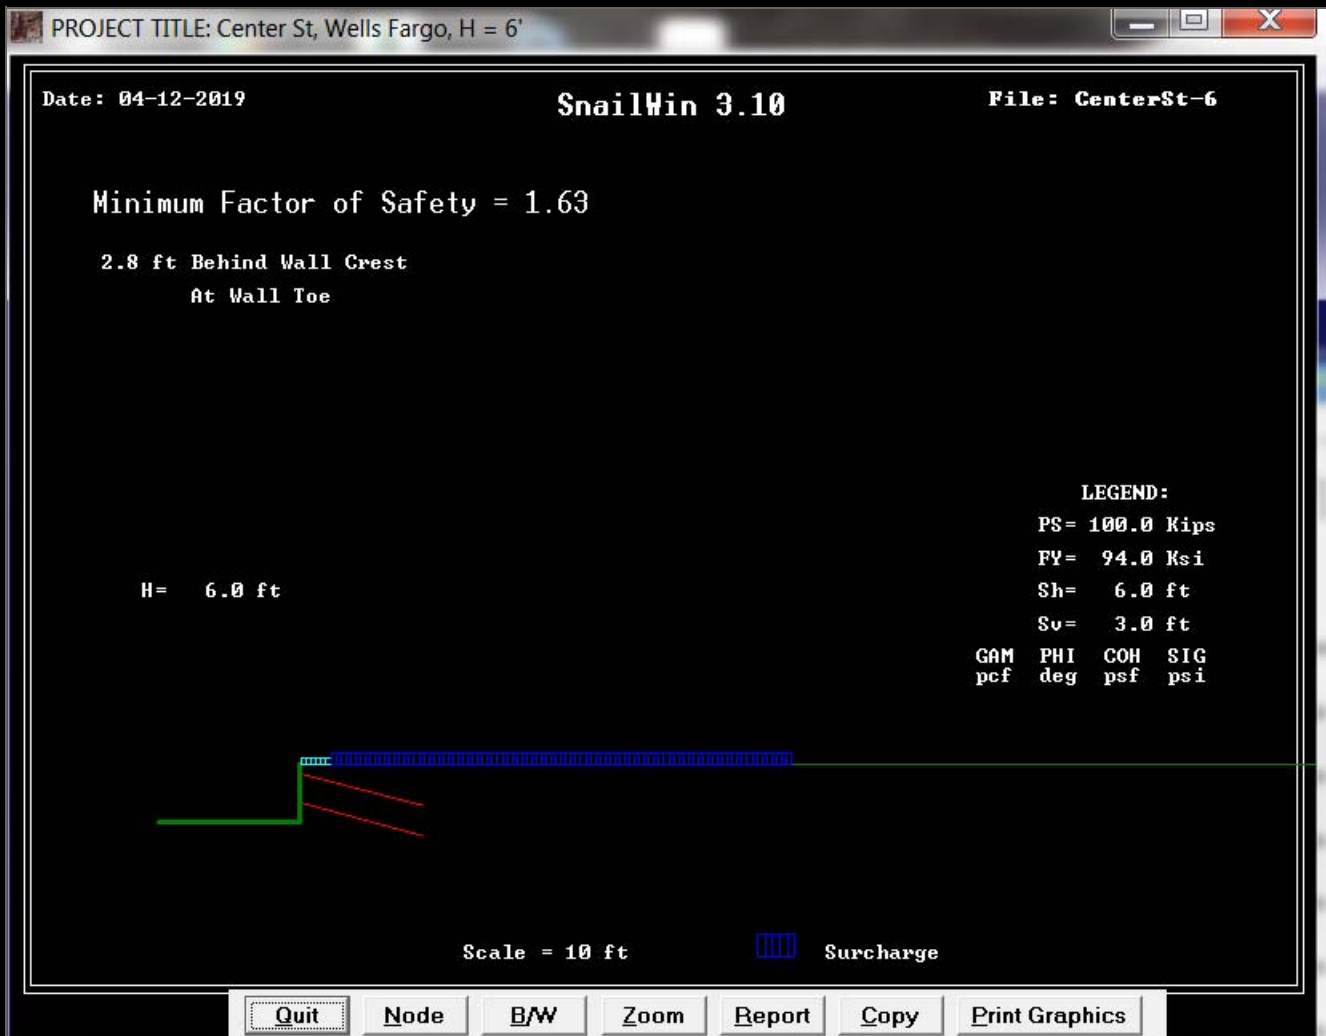 PROJECT TITLE: Center St, Wells Fargo, H = 6'
Date: 04-12-2019
SnailWin 3.10
File: CenterSt-6
Minimum Factor of Safety = 1.63
2.8 ft Behind Wall Crest
At Wall Toe
LEGEND:
PS= 100.0 Kips
FY= 94.0 Ksi
H= 6.0 ft
Sh= 6.0 ft
Sv= 3.0 ft
GAM PHI COH SIG
pcf deg psf psi
Scale = 10 ft
Surcharge
Quit Node B/W Zoom Report Copy Print Graphics